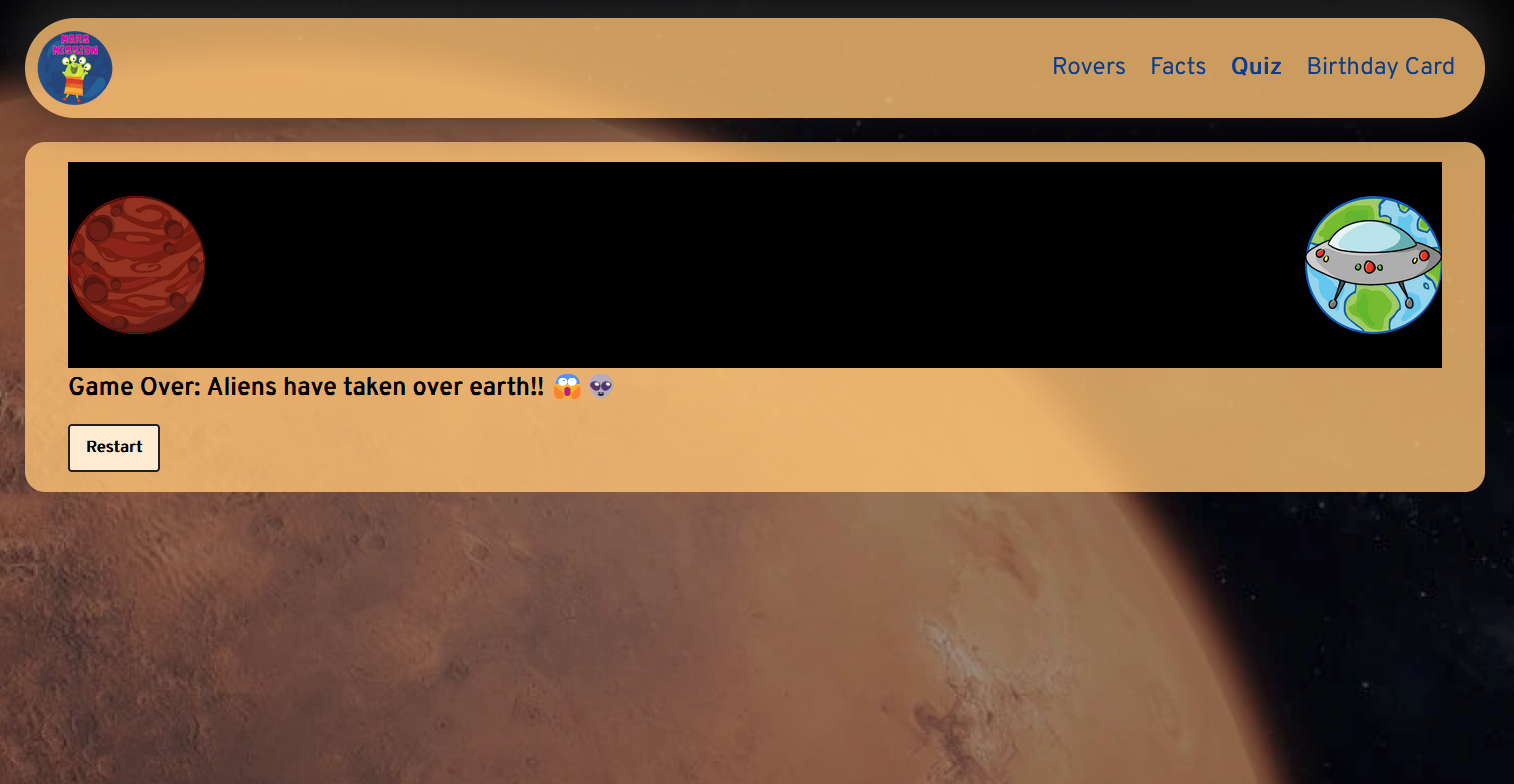 MARS
MISSION
Rovers Facts Quiz Birthday Card
Game Over: Aliens have taken over earth!! 😱 👽
Restart